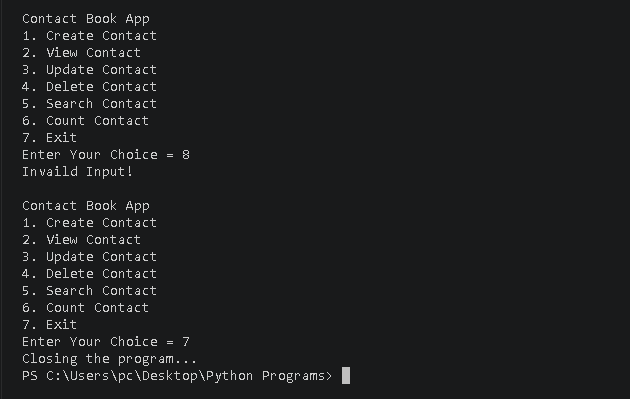 Contact Book App
1. Create Contact
2. View Contact
3. Update Contact
4. Delete Contact
5. Search Contact
6. Count Contact
7. Exit
Enter Your Choice = 8
Invaild Input!
Contact Book App
1. Create Contact
2. View Contact
3. Update Contact
4. Delete Contact
5. Search Contact
6. Count Contact
7. Exit
Enter Your Choice = 7
Closing the program...
PS C:\Users\pc\Desktop\Python Programs>